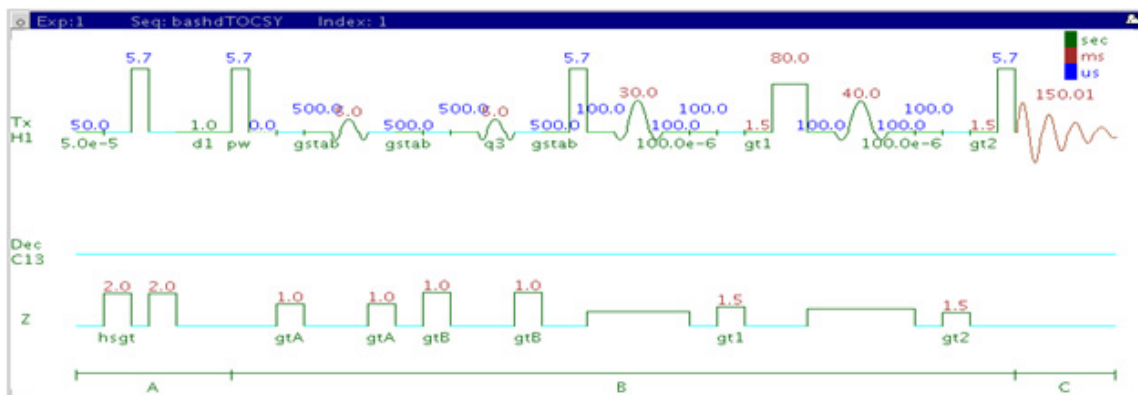 Exp:1 Seq: bashdTOCSY Index: 1
sec
ms
us
5.7 5.7 5.7 80.0 5.7
500.0 6.0 500.0 6.0 100.0 30.0 100.0 40.0 100.0 150.01
Tx 50.0 1.0 0.0 500.0 500.0 100.0 1.5 100.0 100.0 1.5
H1 5.0e-5 d1 pw gstab gstab q3 gstab 100.0e-6 gt1 100.0e-6 gt2
Dec
C13
2.0 2.0 1.0 1.0 1.0 1.0 1.5 1.5
Z
hsgt gtA gtA gtB gtB gt1 gt2
A B C